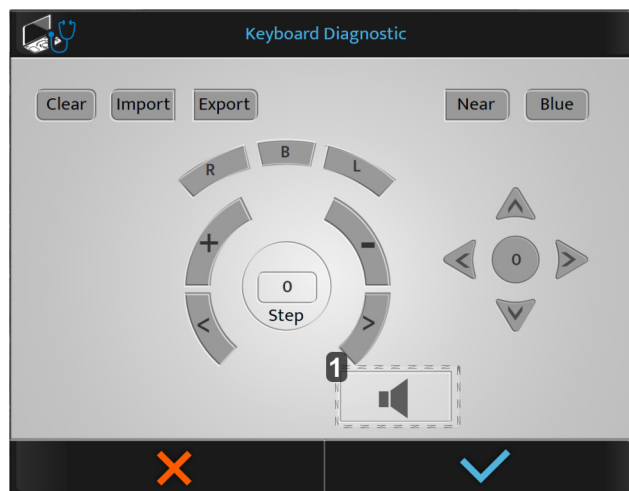 Keyboard Diagnostic
Clear Import Export Near Blue
R B L
+ -
0 0
Step
< >
1